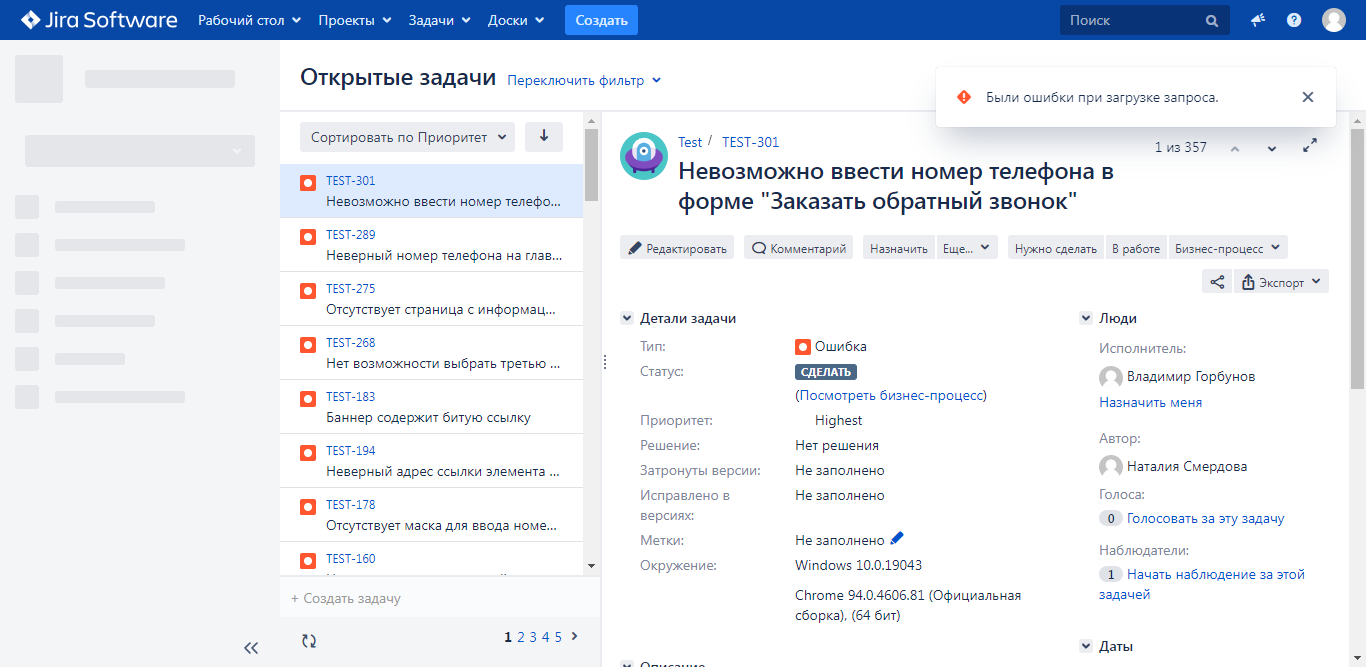 Jira Software Рабочий стол Проекты Задачи Доски Создать Поиск
Открытые задачи Переключить фильтр
Были ошибки при загрузке запроса.
Сортировать по Приоритет
TEST-301
Невозможно ввести номер телефо...
TEST-289
Неверный номер телефона на глав...
TEST-275
Отсутствует страница с информац...
TEST-268
Нет возможности выбрать третью ...
TEST-183
Баннер содержит битую ссылку
TEST-194
Неверный адрес ссылки элемента ...
TEST-178
Отсутствует маска для ввода номе...
TEST-160
+ Создать задачу
1 2 3 4 5
Test / TEST-301
1 из 357
Невозможно ввести номер телефона в
форме "Заказать обратный звонок"
Редактировать Комментарий Назначить Еще... Нужно сделать В работе Бизнес-процесс
Экспорт
Детали задачи
Тип: Ошибка
Статус: СДЕЛАТЬ
(Посмотреть бизнес-процесс)
Приоритет: Highest
Решение: Нет решения
Затронуты версии: Не заполнено
Исправлено в Не заполнено
версиях:
Метки: Не заполнено
Окружение: Windows 10.0.19043
Chrome 94.0.4606.81 (Официальная
сборка), (64 бит)
Описание
Люди
Исполнитель:
Владимир Горбунов
Назначить меня
Автор:
Наталия Смердова
Голоса:
0 Голосовать за эту задачу
Наблюдатели:
1 Начать наблюдение за этой
задачей
Даты